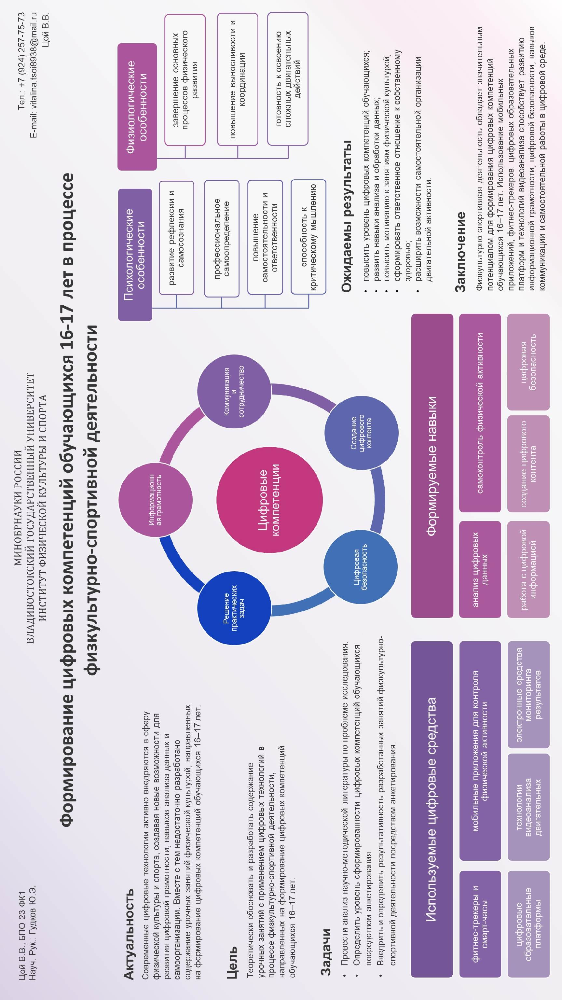 Цой В.В., БПО-23-ФК1
Науч. Рук.: Гудков Ю.Э.
МИНОБРНАУКИ РОССИИ
ВЛАДИВОСТОКСКИЙ ГОСУДАРСТВЕННЫЙ УНИВЕРСИТЕТ
ИНСТИТУТ ФИЗИЧЕСКОЙ КУЛЬТУРЫ И СПОРТА
Тел.: +7 (924) 257-75-73
E-mail: vitalina.tsoi8938@mail.ru
Цой В.В.
Формирование цифровых компетенций обучающихся 16-17 лет в процессе
физкультурно-спортивной деятельности
Актуальность
Современные цифровые технологии активно внедряются в сферу
физической культуры и спорта, создавая новые возможности для
развития цифровой грамотности, навыков анализа данных и
самоорганизации. Вместе с тем недостаточно разработано
содержание урочных занятий физической культурой, направленных
на формирование цифровых компетенций обучающихся 16–17 лет.
Цель
Теоретически обосновать и разработать содержание
урочных занятий с применением цифровых технологий в
процессе физкультурно-спортивной деятельности,
направленных на формирование цифровых компетенций
обучающихся 16–17 лет.
Задачи
• Провести анализ научно-методической литературы по проблеме исследования.
• Определить уровень сформированности цифровых компетенций обучающихся
посредством анкетирования.
• Внедрить и определить результативность разработанных занятий физкультурно-
спортивной деятельности посредством анкетирования.
Используемые цифровые средства
фитнес-трекеры и
смарт-часы
мобильные приложения для контроля
физической активности
цифровые
образовательные
платформы
технологии
видеоанализа
двигательных
электронные средства
мониторинга
результатов
Цифровые
компетенции
Информационн
ая грамотность
Коммуникация
и
сотрудничество
Создание
цифрового
контента
Цифровая
безопасность
Решение
практических
задач
Формируемые навыки
анализ цифровых
данных
самоконтроль физической активности
работа с цифровой
информацией
создание цифрового
контента
цифровая
безопасность
Психологические
особенности
развитие рефлексии и
самосознания
профессиональное
самоопределение
повышение
самостоятельности и
ответственности
способность к
критическому мышлению
Физиологические
особенности
завершение основных
процессов физического
развития
повышение выносливости и
координации
готовность к освоению
сложных двигательных
действий
Ожидаемы результаты
• повысить уровень цифровых компетенций обучающихся;
• развить навыки анализа и обработки данных;
• повысить мотивацию к занятиям физической культурой;
• сформировать ответственное отношение к собственному
здоровью;
• расширить возможности самостоятельной организации
двигательной активности.
Заключение
Физкультурно-спортивная деятельность обладает значительным
потенциалом для формирования цифровых компетенций
обучающихся 16–17 лет. Использование мобильных
приложений, фитнес-трекеров, цифровых образовательных
платформ и технологий видеоанализа способствует развитию
информационной грамотности, цифровой безопасности, навыков
коммуникации и самостоятельной работы в цифровой среде.